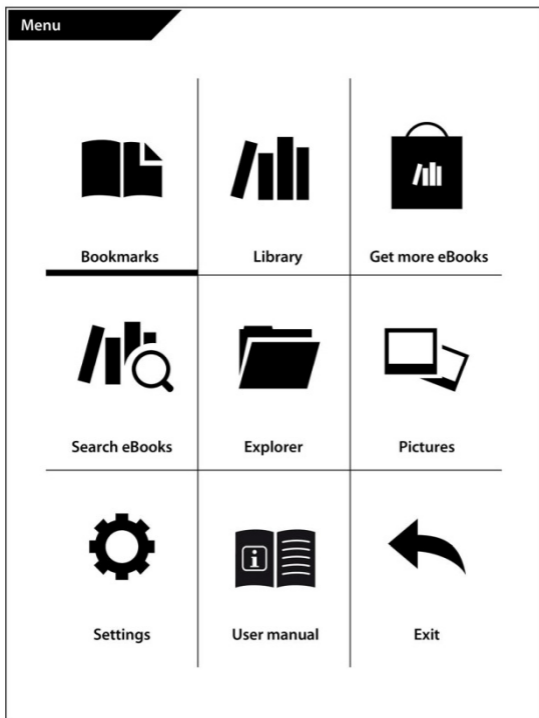 Menu
Bookmarks
Library
Get more eBooks
Search eBooks
Explorer
Pictures
i
Settings
User manual
Exit